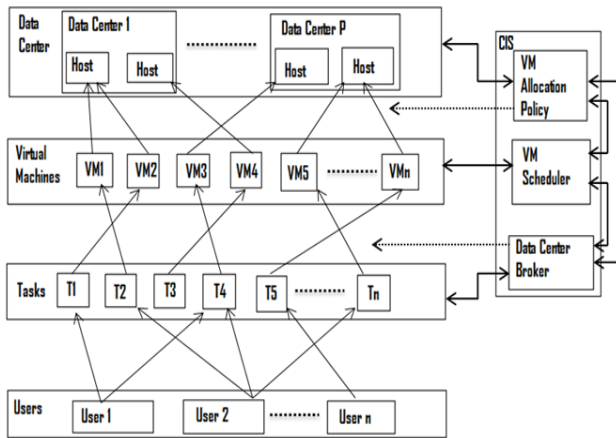 Data Center
Data Center 1
Host
Host
Data Center P
Host
Host
CIS
VM Allocation Policy
Virtual Machines
VM1
VM2
VM3
VM4
VM5
VMn
VM Scheduler
Tasks
T1
T2
T3
T4
T5
Tn
Data Center Broker
Users
User 1
User 2
User n